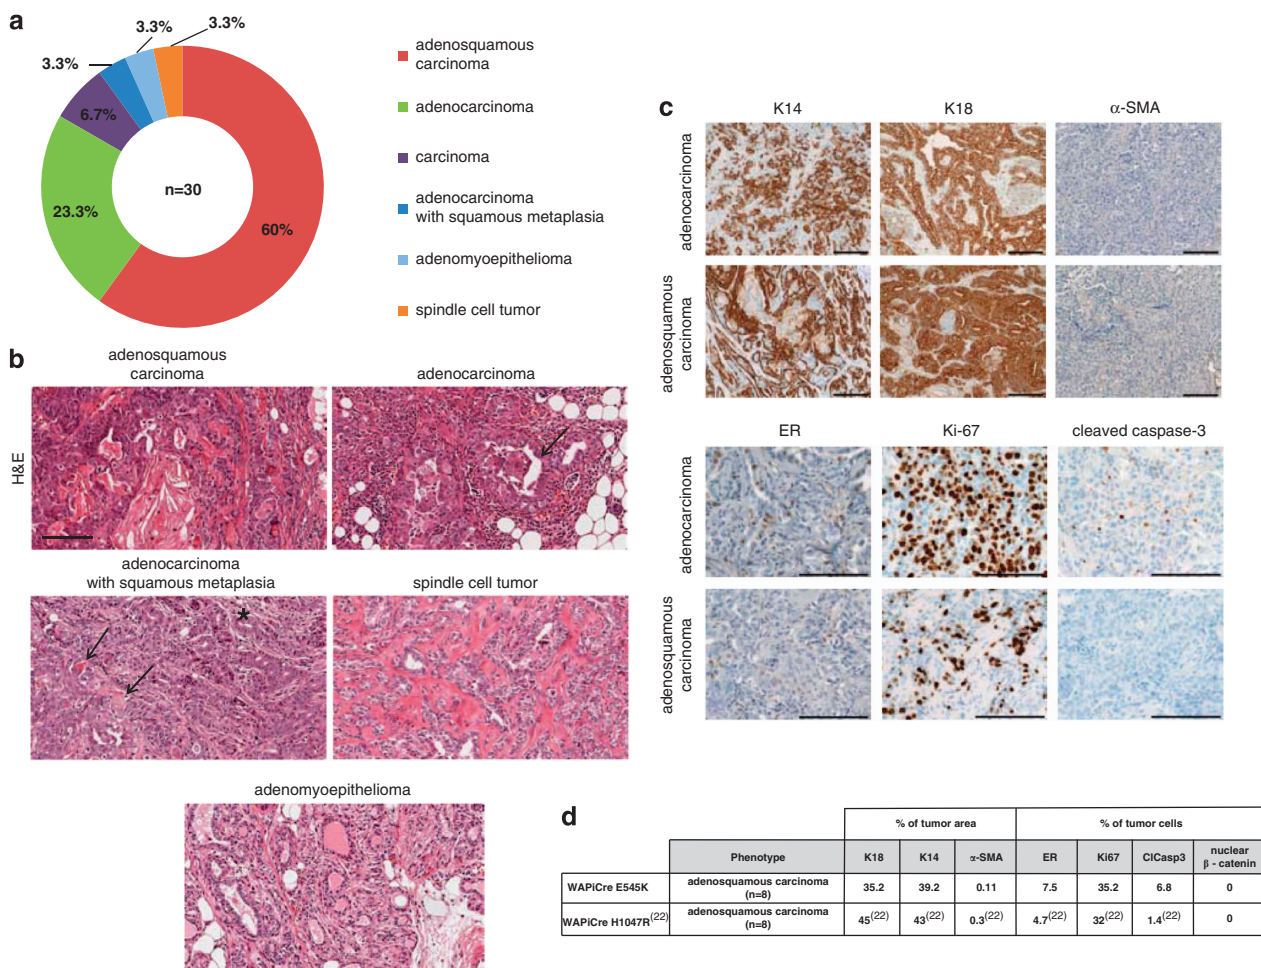 a
3.3%
3.3%
3.3%
6.7%
23.3%
n=30
60%
adenosquamous
carcinoma
adenocarcinoma
carcinoma
adenocarcinoma
with squamous metaplasia
adenomyoepithelioma
spindle cell tumor
b
adenosquamous
carcinoma
adenocarcinoma
H&E
adenocarcinoma
with squamous metaplasia
spindle cell tumor
*
adenomyoepithelioma
c
K14 K18 α-SMA
adenocarcinoma
adenosquamous
carcinoma
ER Ki-67 cleaved caspase-3
adenocarcinoma
adenosquamous
carcinoma
d
% of tumor area % of tumor cells
Phenotype K18 K14 α-SMA ER Ki67 ClCasp3 nuclear
β - catenin
WAPiCre E545K adenosquamous carcinoma
(n=8) 35.2 39.2 0.11 7.5 35.2 6.8 0
WAPiCre H1047R(22) adenosquamous carcinoma
(n=8) 45(22) 43(22) 0.3(22) 4.7(22) 32(22) 1.4(22) 0